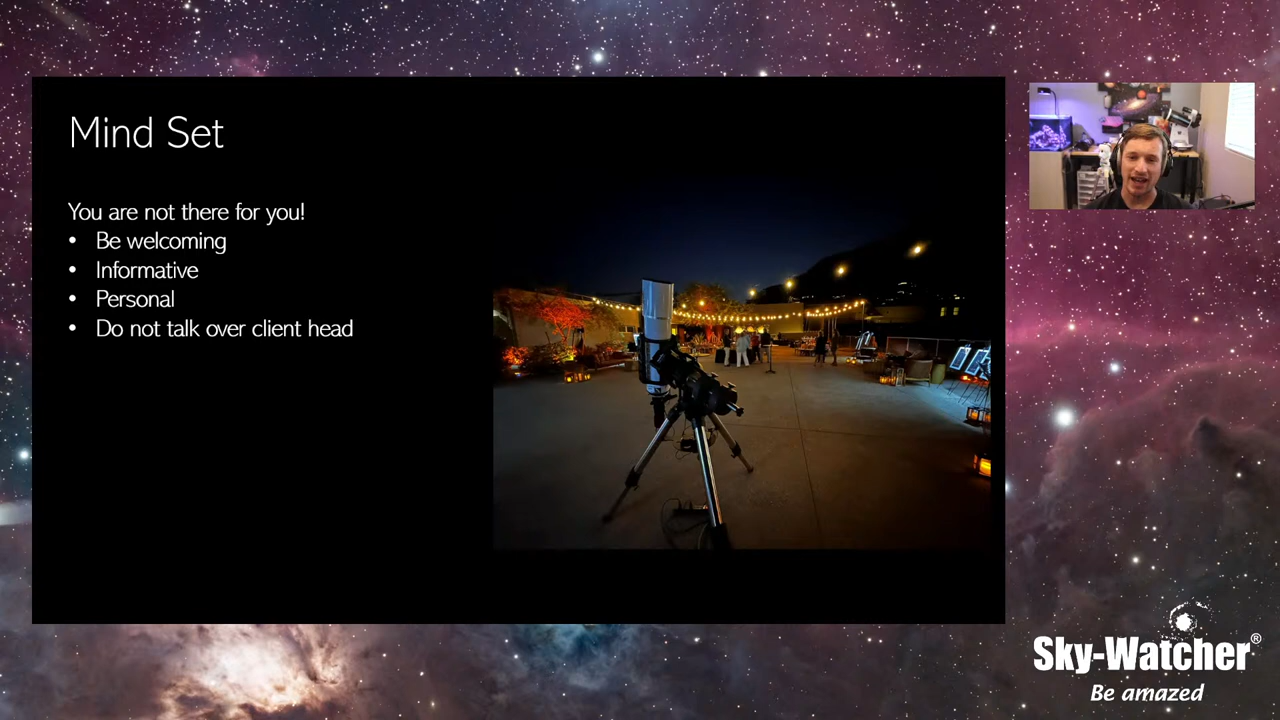 Mind Set
You are not there for you!
• Be welcoming
• Informative
• Personal
• Do not talk over client head
Sky-Watcher®
Be amazed